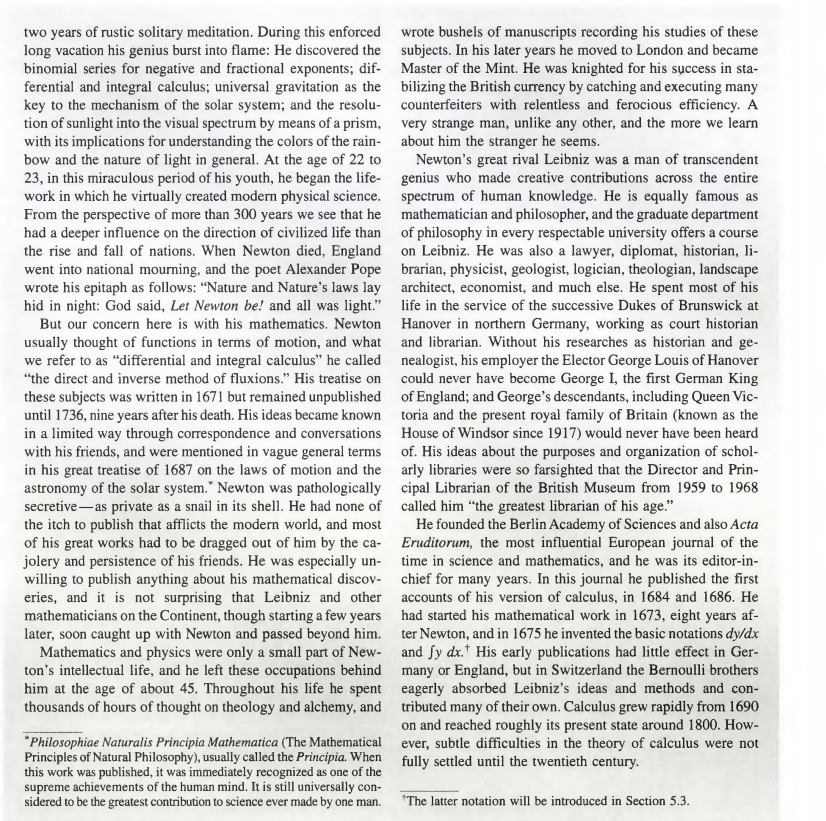 two years of rustic solitary meditation. During this enforced
long vacation his genius burst into flame: He discovered the
binomial series for negative and fractional exponents; dif-
ferential and integral calculus; universal gravitation as the
key to the mechanism of the solar system; and the resolu-
tion of sunlight into the visual spectrum by means of a prism,
with its implications for understanding the colors of the rain-
bow and the nature of light in general. At the age of 22 to
23, in this miraculous period of his youth, he began the life-
work in which he virtually created modern physical science.
From the perspective of more than 300 years we see that he
had a deeper influence on the direction of civilized life than
the rise and fall of nations. When Newton died, England
went into national mourning, and the poet Alexander Pope
wrote his epitaph as follows: “Nature and Nature's laws lay
hid in night: God said, Let Newton be! and all was light.”
But our concern here is with his mathematics. Newton
usually thought of functions in terms of motion, and what
we refer to as “differential and integral calculus” he called
“the direct and inverse method of fluxions.” His treatise on
these subjects was written in 1671 but remained unpublished
until 1736, nine years after his death. His ideas became known
in a limited way through correspondence and conversations
with his friends, and were mentioned in vague general terms
in his great treatise of 1687 on the laws of motion and the
astronomy of the solar system.* Newton was pathologically
secretive—as private as a snail in its shell. He had none of
the itch to publish that afflicts the modern world, and most
of his great works had to be dragged out of him by the ca-
jolery and persistence of his friends. He was especially un-
willing to publish anything about his mathematical discov-
eries, and it is not surprising that Leibniz and other
mathematicians on the Continent, though starting a few years
later, soon caught up with Newton and passed beyond him.
Mathematics and physics were only a small part of New-
ton's intellectual life, and he left these occupations behind
him at the age of about 45. Throughout his life he spent
thousands of hours of thought on theology and alchemy, and
*Philosophiae Naturalis Principia Mathematica (The Mathematical
Principles of Natural Philosophy), usually called the Principia. When
this work was published, it was immediately recognized as one of the
supreme achievements of the human mind. It is still universally con-
sidered to be the greatest contribution to science ever made by one man.
wrote bushels of manuscripts recording his studies of these
subjects. In his later years he moved to London and became
Master of the Mint. He was knighted for his success in sta-
bilizing the British currency by catching and executing many
counterfeiters with relentless and ferocious efficiency. A
very strange man, unlike any other, and the more we learn
about him the stranger he seems.
Newton's great rival Leibniz was a man of transcendent
genius who made creative contributions across the entire
spectrum of human knowledge. He is equally famous as
mathematician and philosopher, and the graduate department
of philosophy in every respectable university offers a course
on Leibniz. He was also a lawyer, diplomat, historian, li-
brarian, physicist, geologist, logician, theologian, landscape
architect, economist, and much else. He spent most of his
life in the service of the successive Dukes of Brunswick at
Hanover in northern Germany, working as court historian
and librarian. Without his researches as historian and ge-
nealogist, his employer the Elector George Louis of Hanover
could never have become George I, the first German King
of England; and George's descendants, including Queen Vic-
toria and the present royal family of Britain (known as the
House of Windsor since 1917) would never have been heard
of. His ideas about the purposes and organization of schol-
arly libraries were so farsighted that the Director and Prin-
cipal Librarian of the British Museum from 1959 to 1968
called him “the greatest librarian of his age.”
He founded the Berlin Academy of Sciences and also Acta
Eruditorum, the most influential European journal of the
time in science and mathematics, and he was its editor-in-
chief for many years. In this journal he published the first
accounts of his version of calculus, in 1684 and 1686. He
had started his mathematical work in 1673, eight years af-
ter Newton, and in 1675 he invented the basic notations dy/dx
and ∫y dx.† His early publications had little effect in Ger-
many or England, but in Switzerland the Bernoulli brothers
eagerly absorbed Leibniz's ideas and methods and con-
tributed many of their own. Calculus grew rapidly from 1690
on and reached roughly its present state around 1800. How-
ever, subtle difficulties in the theory of calculus were not
fully settled until the twentieth century.
†The latter notation will be introduced in Section 5.3.